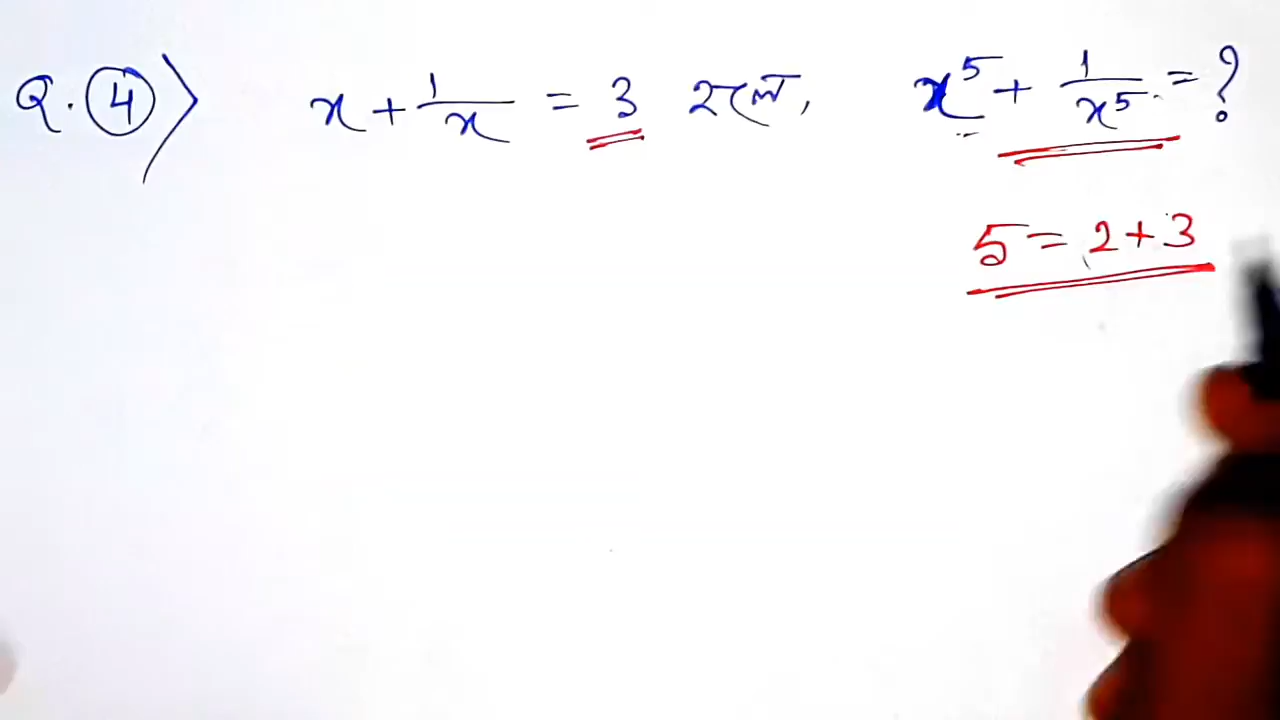 Q. 4> x + 1/x = 3 হলে, x⁵ + 1/x⁵ = ?
5 = 2 + 3